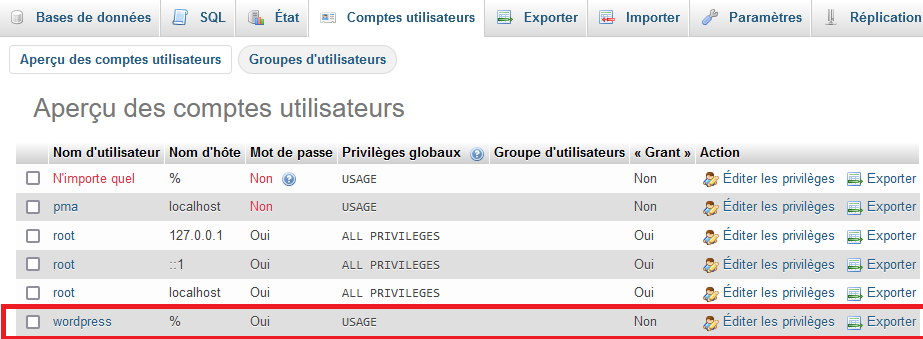 Bases de données SQL État Comptes utilisateurs Exporter Importer Paramètres Réplication
Aperçu des comptes utilisateurs Groupes d'utilisateurs
Aperçu des comptes utilisateurs
Nom d'utilisateur Nom d'hôte Mot de passe Privilèges globaux Groupe d'utilisateurs « Grant » Action
N'importe quel % Non USAGE Non Éditer les privilèges Exporter
pma localhost Non USAGE Non Éditer les privilèges Exporter
root 127.0.0.1 Oui ALL PRIVILEGES Oui Éditer les privilèges Exporter
root ::1 Oui ALL PRIVILEGES Oui Éditer les privilèges Exporter
root localhost Oui ALL PRIVILEGES Oui Éditer les privilèges Exporter
wordpress % Oui USAGE Non Éditer les privilèges Exporter